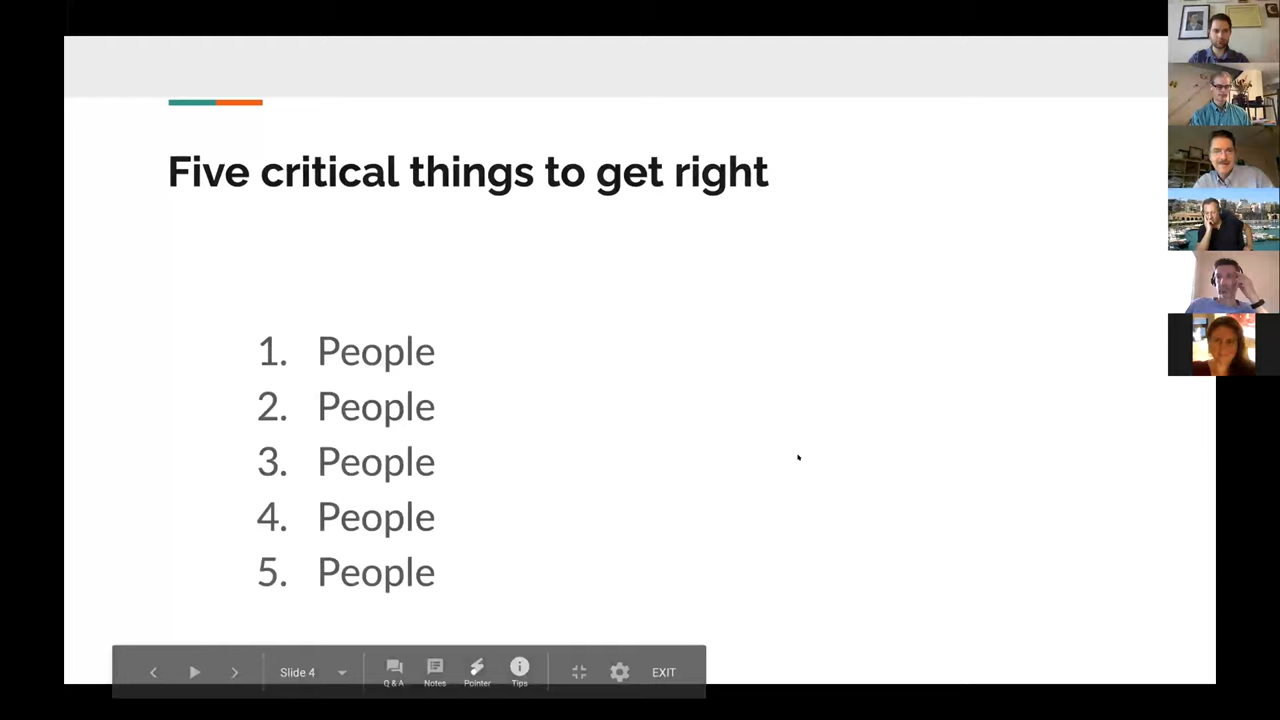 Five critical things to get right
1. People
2. People
3. People
4. People
5. People
Slide 4
Q & A
Notes
Pointer
Tips
EXIT